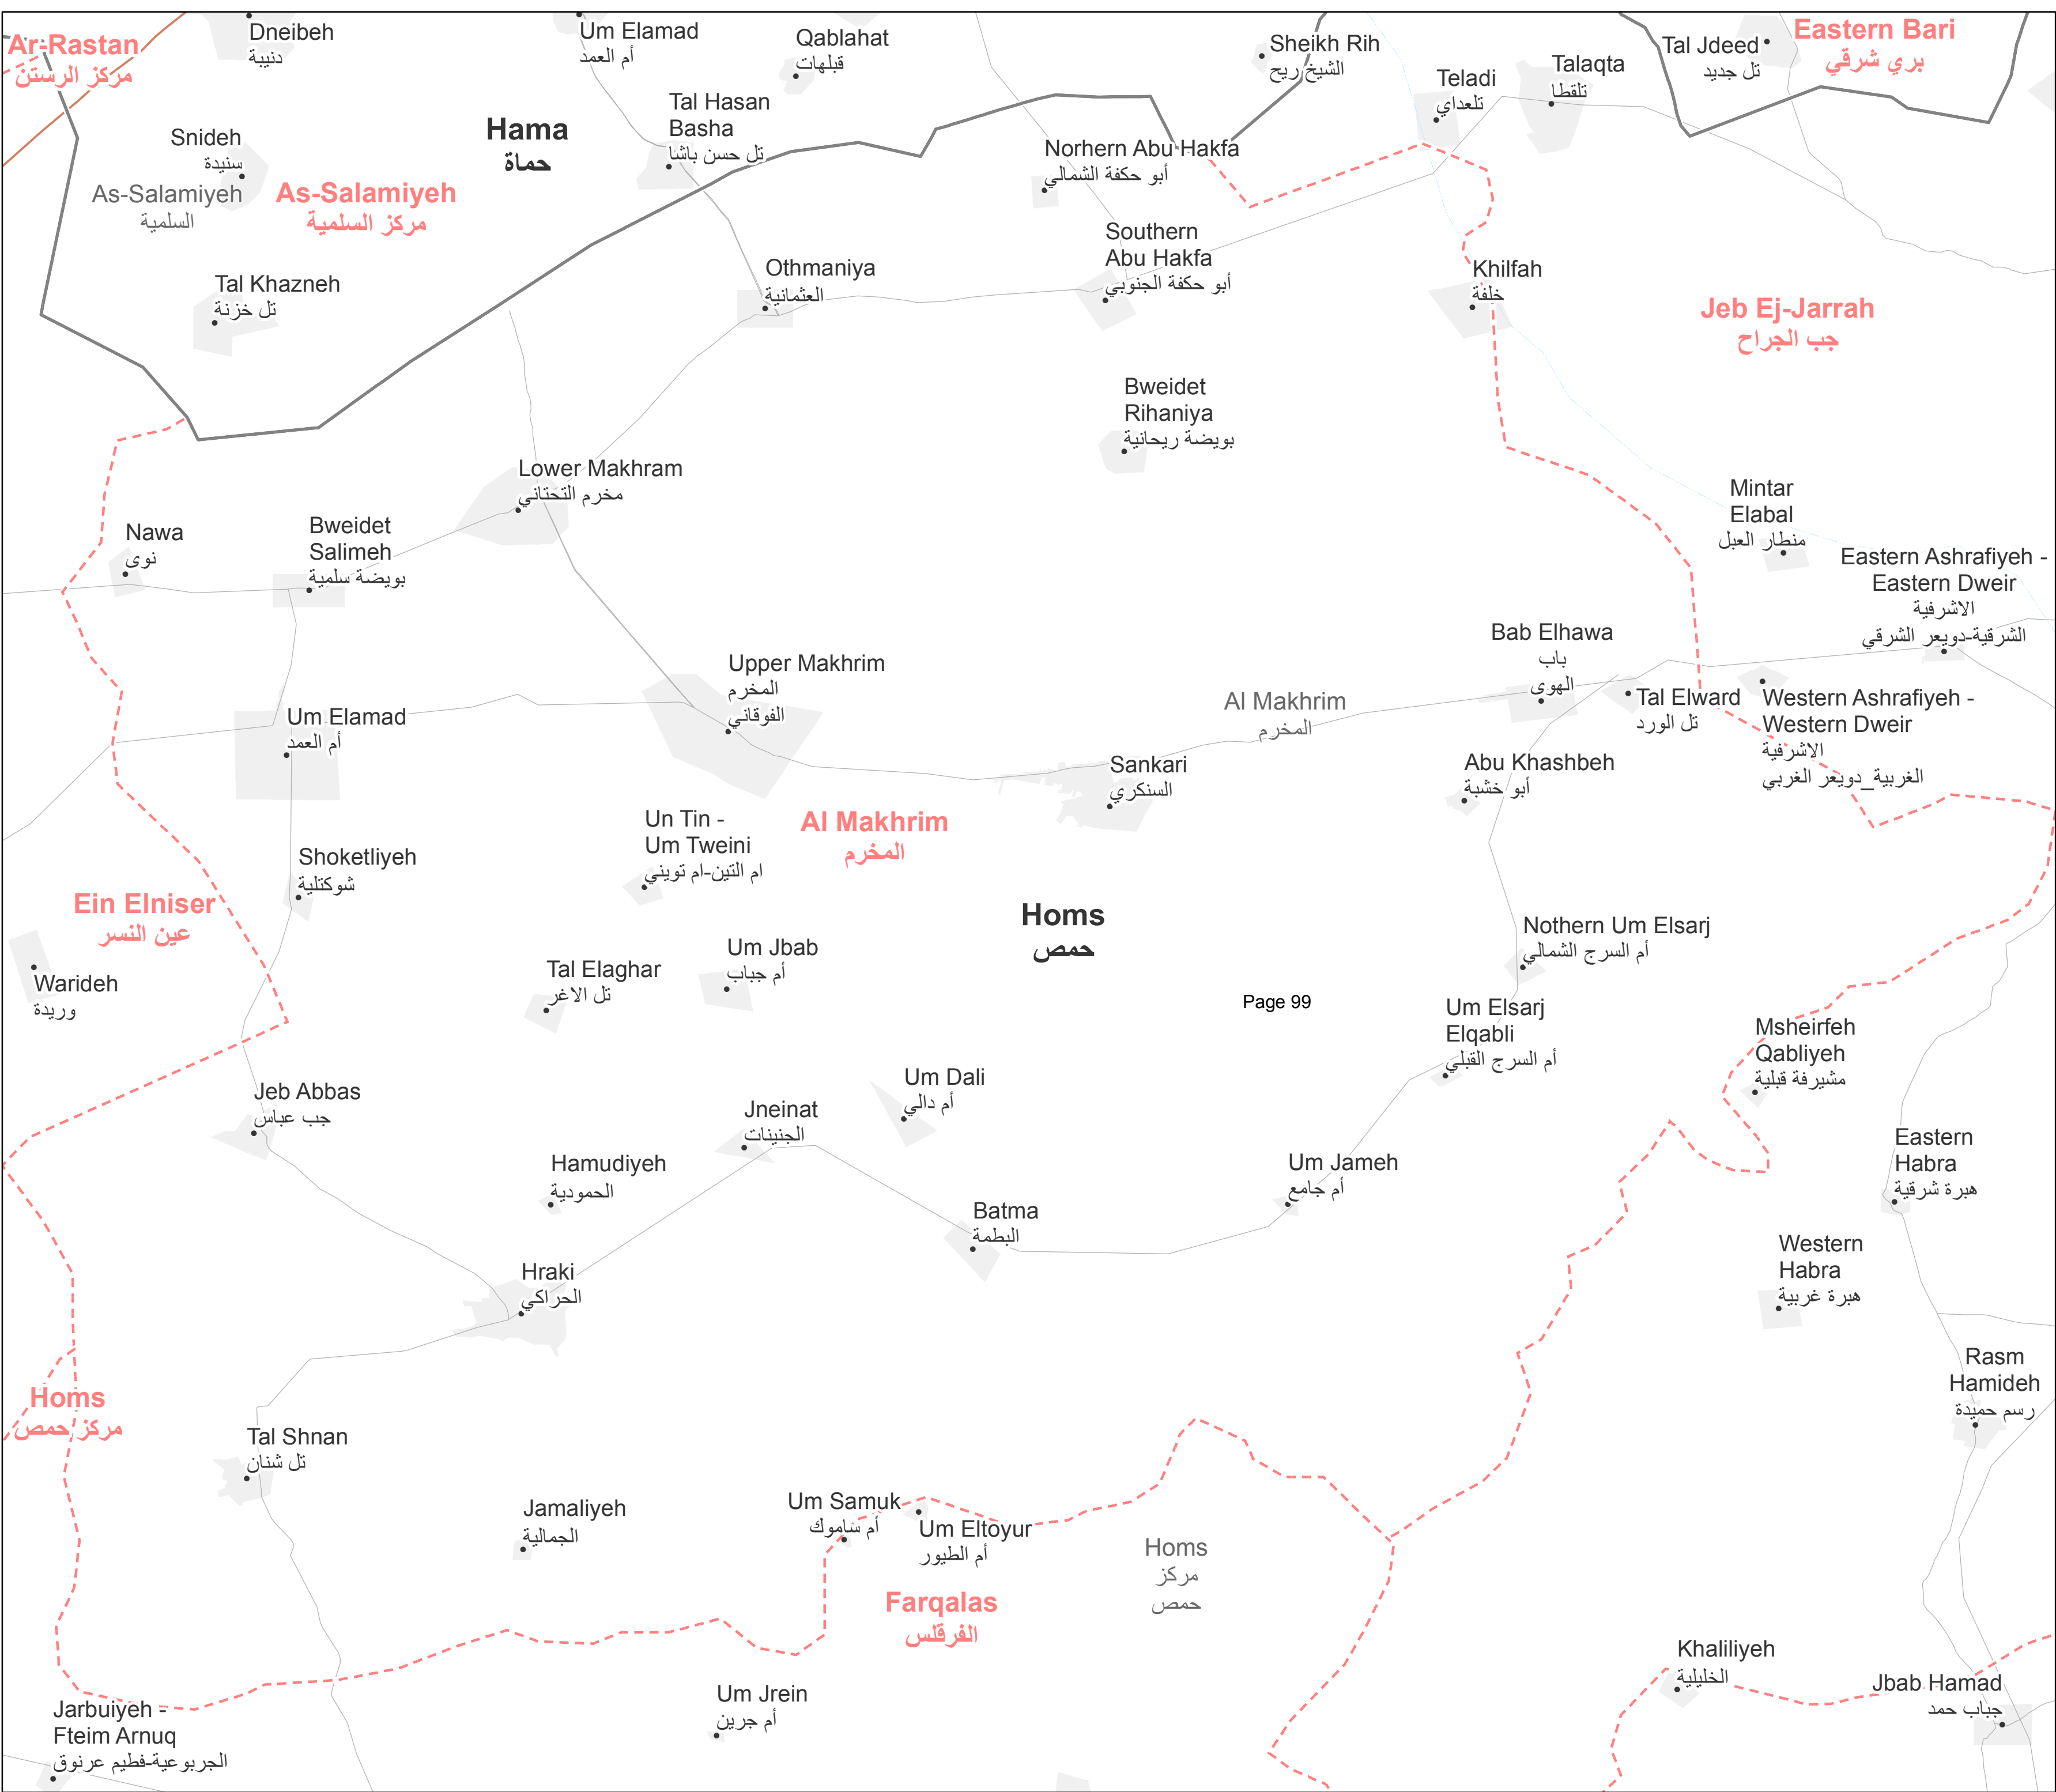 Ar-Rastan
مركز الرستن
Dneibeh
دنيبة
Um Elamad
أم العمد
Qablahat
قبلهات
Sheikh Rih
الشيخ ريح
Teladi
تلعداي
Talaqta
تلقطا
Tal Jdeed
تل جديد
Eastern Bari
بري شرقي
Snideh
سنيدة
As-Salamiyeh
السلمية
As-Salamiyeh
مركز السلمية
Hama
حماة
Tal Hasan
Basha
تل حسن باشا
Norhern Abu Hakfa
أبو حكفة الشمالي
Southern
Abu Hakfa
أبو حكفة الجنوبي
Tal Khazneh
تل خزنة
Othmaniya
العثمانية
Khilfah
خلفة
Jeb Ej-Jarrah
جب الجراح
Bweidet
Rihaniya
بويضة ريحانية
Lower Makhram
مخرم التحتاني
Nawa
نوى
Bweidet
Salimeh
بويضة سلمية
Mintar
Elabal
منطار العبل
Eastern Ashrafiyeh -
Eastern Dweir
الاشرفية
الشرقية-دويعر الشرقي
Bab Elhawa
باب
الهوى
Upper Makhrim
المخرم
الفوقاني
Um Elamad
أم العمد
Al Makhrim
المخرم
Tal Elward
تل الورد
Western Ashrafiyeh -
Western Dweir
الاشرفية
الغربية_دويعر الغربي
Sankari
السنكري
Abu Khashbeh
أبو خشبة
Un Tin -
Um Tweini
ام التين-ام تويني
Al Makhrim
المخرم
Shoketliyeh
شوكتلية
Ein Elniser
عين النسر
Homs
حمص
Nothern Um Elsarj
أم السرج الشمالي
Warideh
وريدة
Tal Elaghar
تل الاغر
Um Jbab
أم جباب
Page 99
Um Elsarj
Elqabli
أم السرج القبلي
Msheirfeh
Qabliyeh
مشيرفة قبلية
Jeb Abbas
جب عباس
Um Dali
أم دالي
Jneinat
الجنينات
Hamudiyeh
الحمودية
Um Jameh
أم جامع
Eastern
Habra
هبرة شرقية
Batma
البطمة
Western
Habra
هبرة غربية
Hraki
الحراكي
Rasm
Hamideh
رسم حميدة
Homs
مركز حمص
Tal Shnan
تل شنان
Jamaliyeh
الجمالية
Um Samuk
أم ساموك
Um Eltoyur
أم الطيور
Homs
مركز
حمص
Farqalas
الفرقلس
Khaliliyeh
الخليلية
Jbab Hamad
جباب حمد
Um Jrein
أم جرين
Jarbuiyeh -
Fteim Arnuq
الجربوعية-فطيم عرنوق